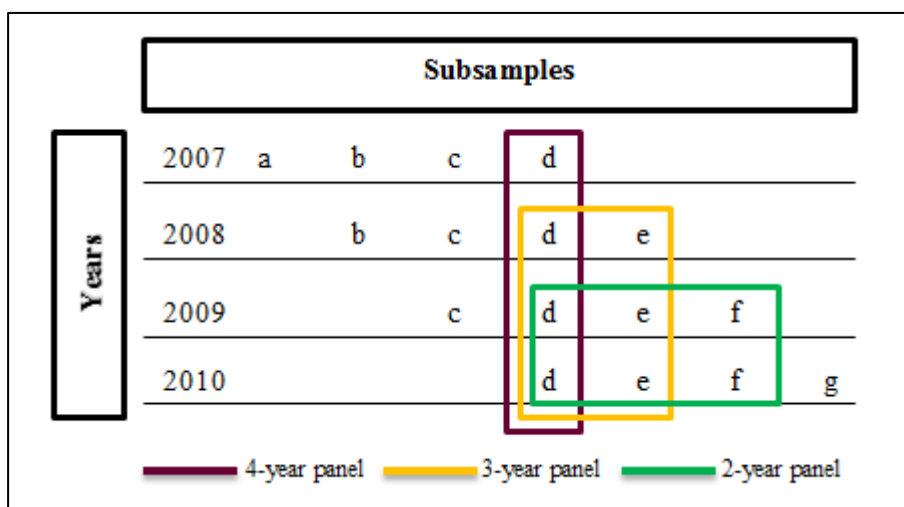 Subsamples
Years
2007 a b c d
2008 b c d e
2009 c d e f
2010 d e f g
4-year panel 3-year panel 2-year panel